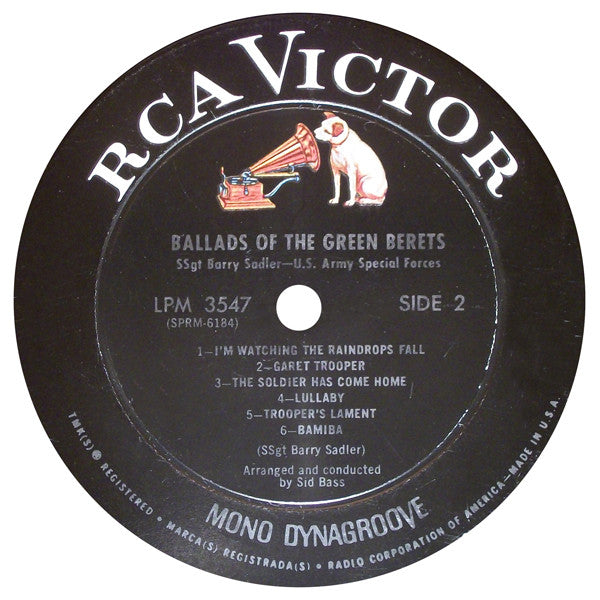 RCA VICTOR
BALLADS OF THE GREEN BERETS
SSgt Barry Sadler—U.S. Army Special Forces
LPM 3547
(SPRM-6184)
SIDE 2
1—I'M WATCHING THE RAINDROPS FALL
2—GARET TROOPER
3—THE SOLDIER HAS COME HOME
4—LULLABY
5—TROOPER'S LAMENT
6—BAMIBA
(SSgt Barry Sadler)
Arranged and conducted
by Sid Bass
MONO DYNAGROOVE
TMK(S) ® REGISTERED • MARCA(S) REGISTRADA(S) • RADIO CORPORATION OF AMERICA—MADE IN U.S.A.